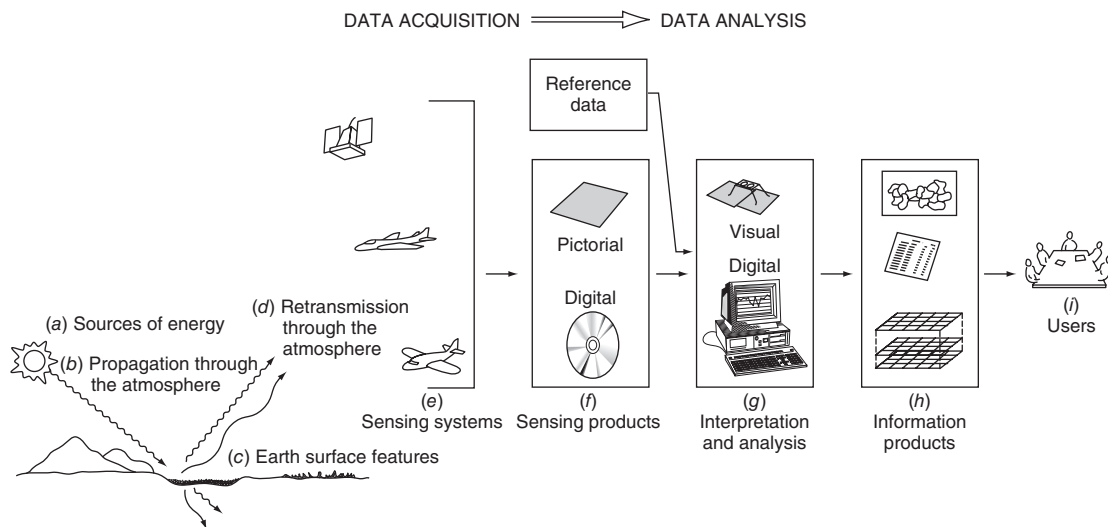 DATA ACQUISITION
DATA ANALYSIS
Reference
data
Pictorial
Digital
Visual
Digital
(a) Sources of energy
(b) Propagation through
the atmosphere
(d) Retransmission
through the
atmosphere
(c) Earth surface features
(e)
Sensing systems
(f)
Sensing products
(g)
Interpretation
and analysis
(h)
Information
products
(i)
Users